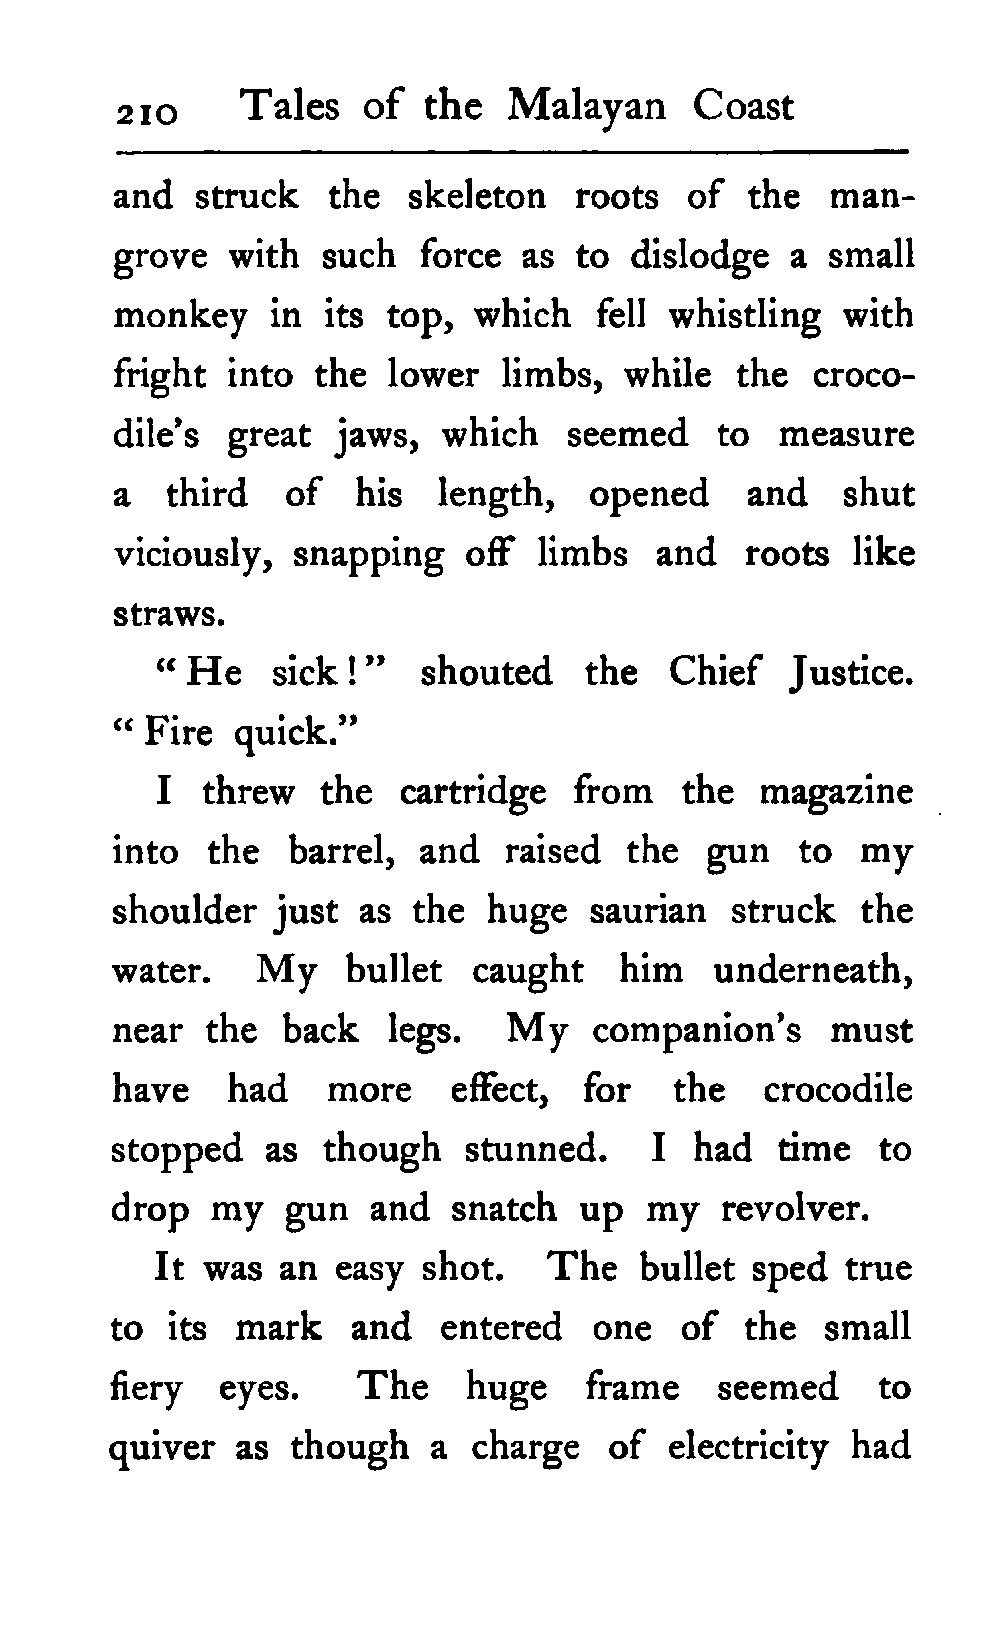 210 Tales of the Malayan Coast
and struck the skeleton roots of the man-
grove with such force as to dislodge a small
monkey in its top, which fell whistling with
fright into the lower limbs, while the croco-
dile's great jaws, which seemed to measure
a third of his length, opened and shut
viciously, snapping off limbs and roots like
straws.
“He sick!” shouted the Chief Justice.
“Fire quick.”
I threw the cartridge from the magazine
into the barrel, and raised the gun to my
shoulder just as the huge saurian struck the
water. My bullet caught him underneath,
near the back legs. My companion's must
have had more effect, for the crocodile
stopped as though stunned. I had time to
drop my gun and snatch up my revolver.
It was an easy shot. The bullet sped true
to its mark and entered one of the small
fiery eyes. The huge frame seemed to
quiver as though a charge of electricity had